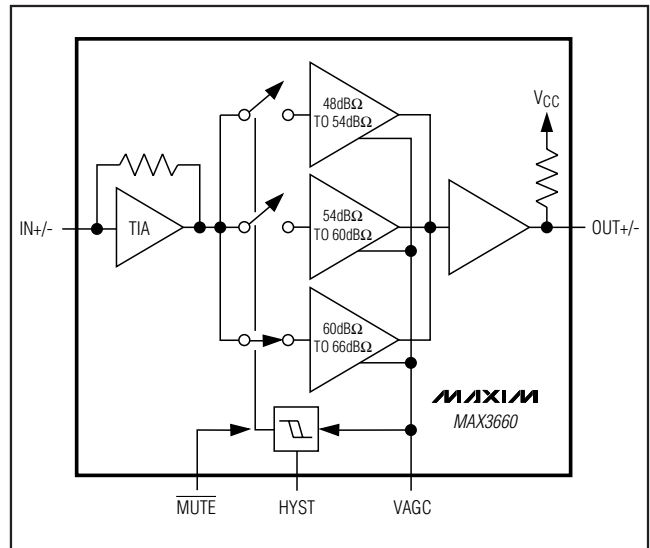 48dBΩ
TO 54dBΩ
VCC
IN+/-
TIA
54dBΩ
TO 60dBΩ
OUT+/-
60dBΩ
TO 66dBΩ
MAXIM
MAX3660
MUTE
HYST
VAGC